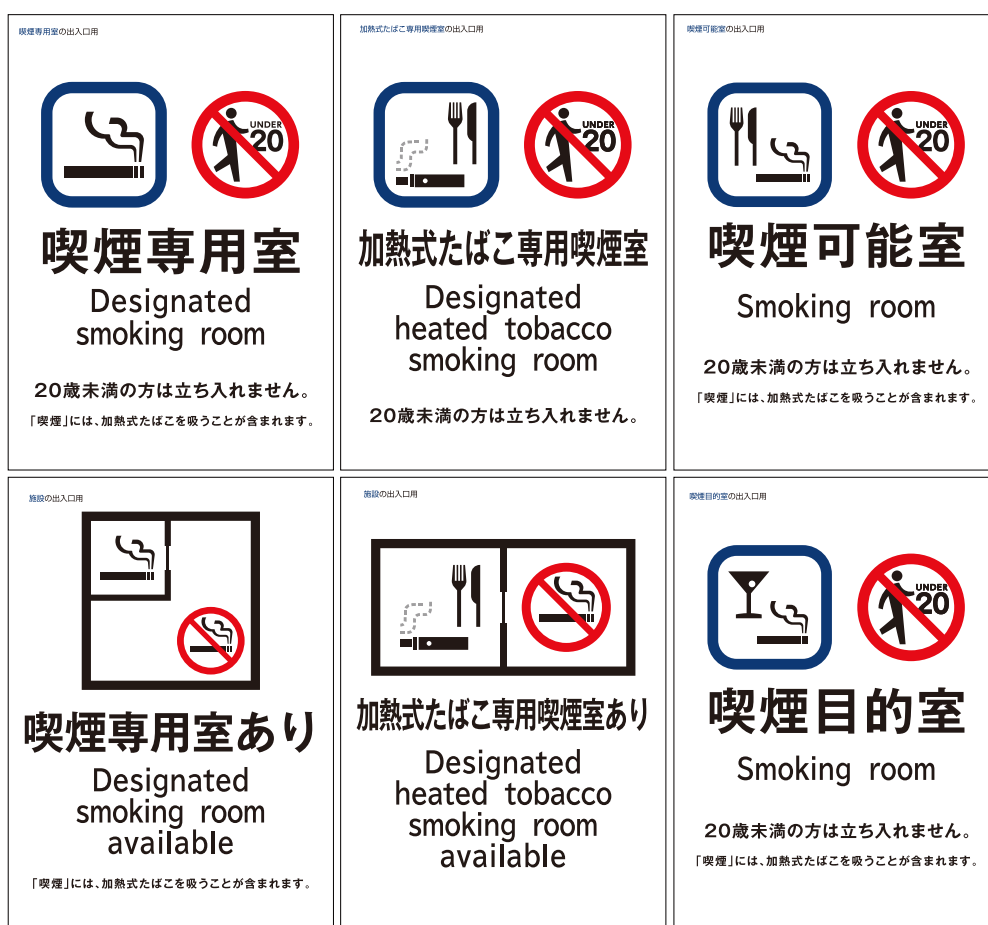 喫煙専用室の出入口用
UNDER
20
喫煙専用室
Designated
smoking room
20歳未満の方は立ち入れません。
「喫煙」には、加熱式たばこを吸うことが含まれます。
加熱式たばこ専用喫煙室の出入口用
UNDER
20
加熱式たばこ専用喫煙室
Designated
heated tobacco
smoking room
20歳未満の方は立ち入れません。
喫煙可能室の出入口用
UNDER
20
喫煙可能室
Smoking room
20歳未満の方は立ち入れません。
「喫煙」には、加熱式たばこを吸うことが含まれます。
施設の出入口用
喫煙専用室あり
Designated
smoking room
available
「喫煙」には、加熱式たばこを吸うことが含まれます。
施設の出入口用
加熱式たばこ専用喫煙室あり
Designated
heated tobacco
smoking room
available
喫煙目的室の出入口用
UNDER
20
喫煙目的室
Smoking room
20歳未満の方は立ち入れません。
「喫煙」には、加熱式たばこを吸うことが含まれます。